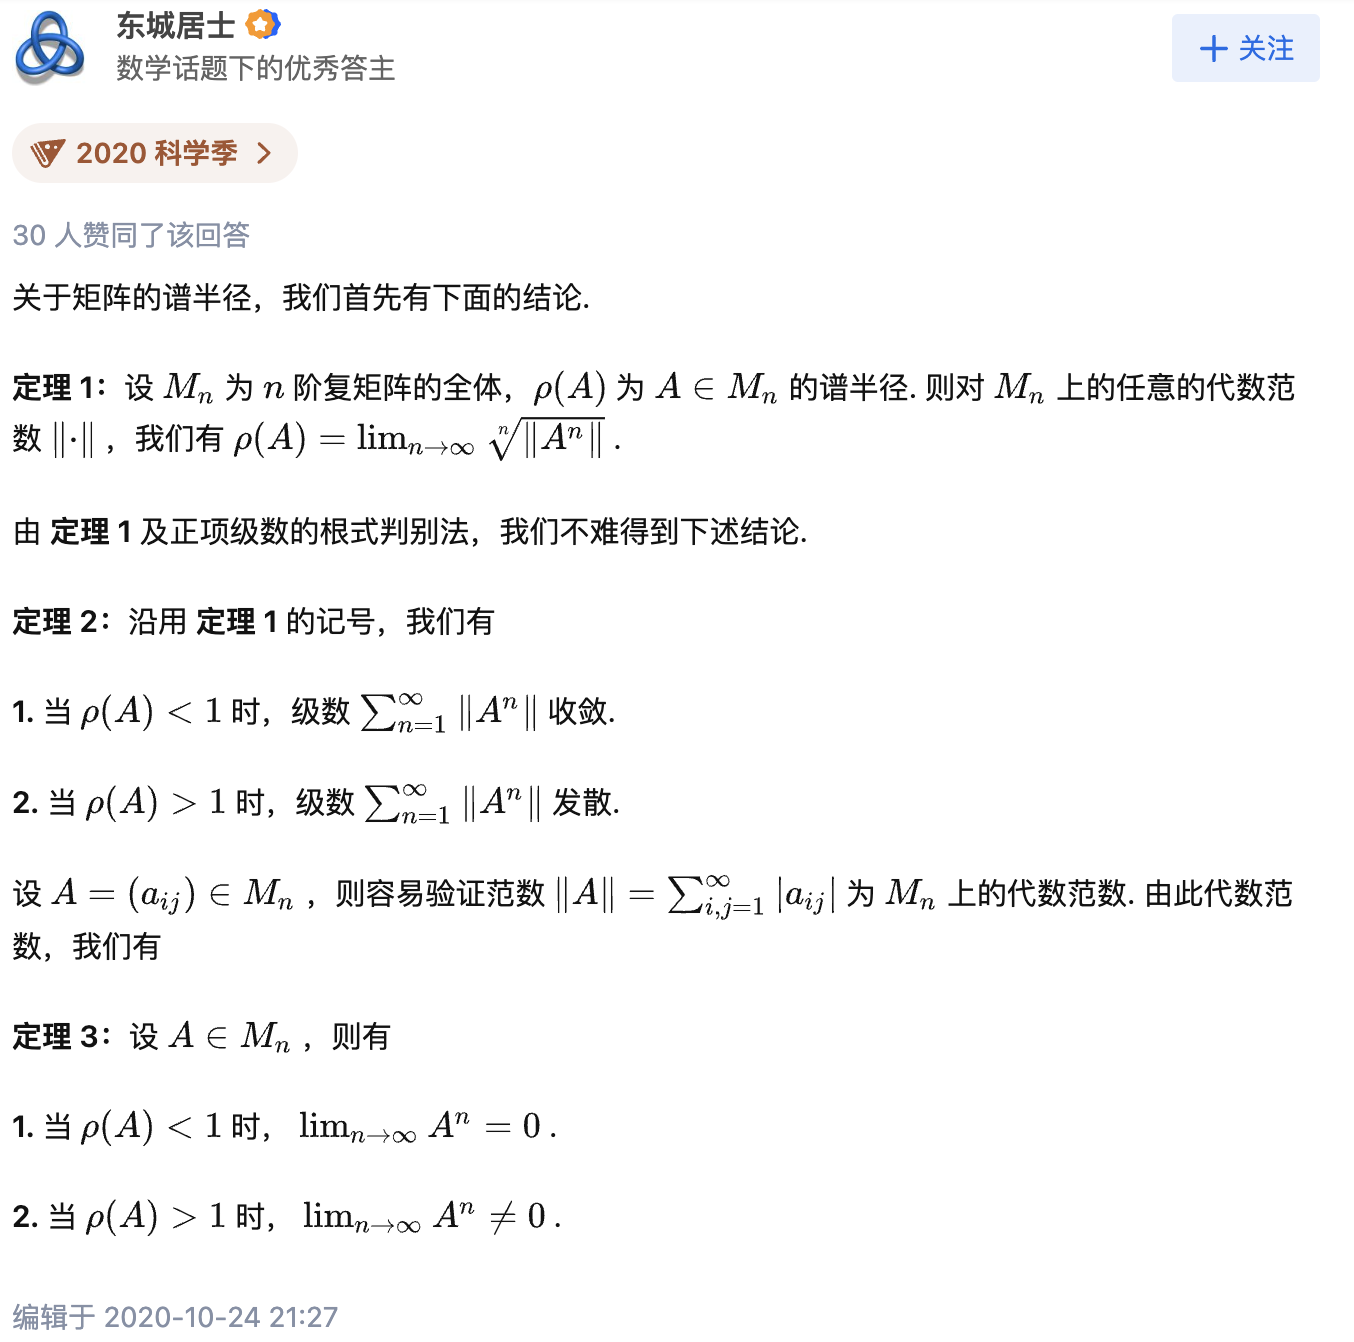 东城居士
数学话题下的优秀答主
+ 关注
2020 科学季 >
30 人赞同了该回答
关于矩阵的谱半径，我们首先有下面的结论.
定理 1：设 $M_n$ 为 $n$ 阶复矩阵的全体，$\rho(A)$ 为 $A \in M_n$ 的谱半径. 则对 $M_n$ 上的任意的代数范
数 $\|\cdot\|$ ，我们有 $\rho(A) = \lim_{n\to\infty} \sqrt[n]{\|A^n\|}$ .
由 定理 1 及正项级数的根式判别法，我们不难得到下述结论.
定理 2：沿用 定理 1 的记号，我们有
1. 当 $\rho(A) < 1$ 时，级数 $\sum_{n=1}^{\infty} \|A^n\|$ 收敛.
2. 当 $\rho(A) > 1$ 时，级数 $\sum_{n=1}^{\infty} \|A^n\|$ 发散.
设 $A = (a_{ij}) \in M_n$ ，则容易验证范数 $\|A\| = \sum_{i,j=1}^{\infty} |a_{ij}|$ 为 $M_n$ 上的代数范数. 由此代数范
数，我们有
定理 3：设 $A \in M_n$ ，则有
1. 当 $\rho(A) < 1$ 时， $\lim_{n\to\infty} A^n = 0$ .
2. 当 $\rho(A) > 1$ 时， $\lim_{n\to\infty} A^n \neq 0$ .
编辑于 2020-10-24 21:27